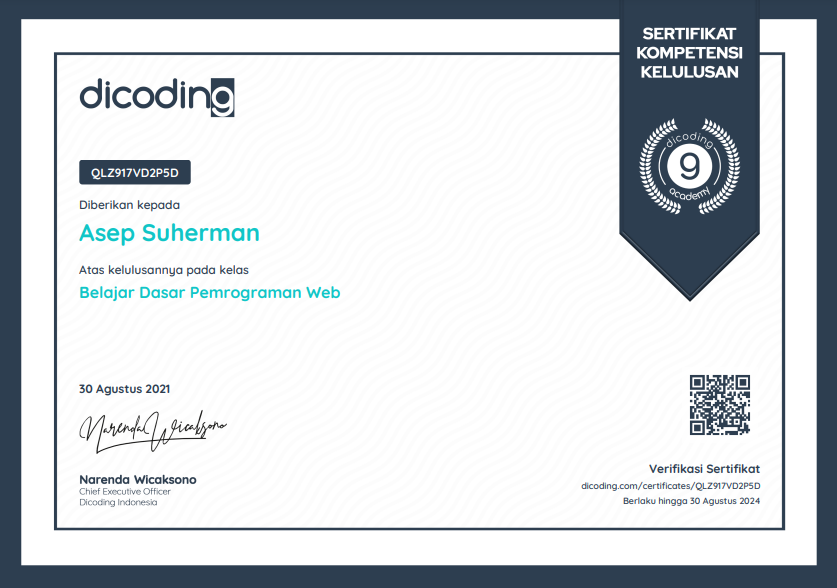 SERTIFIKAT
KOMPETENSI
KELULUSAN
dicoding
dicoding
9
academy
QLZ917VD2P5D
Diberikan kepada
Asep Suherman
Atas kelulusannya pada kelas
Belajar Dasar Pemrograman Web
30 Agustus 2021
Narenda Wicaksono
Narenda Wicaksono
Chief Executive Officer
Dicoding Indonesia
Verifikasi Sertifikat
dicoding.com/certificates/QLZ917VD2P5D
Berlaku hingga 30 Agustus 2024